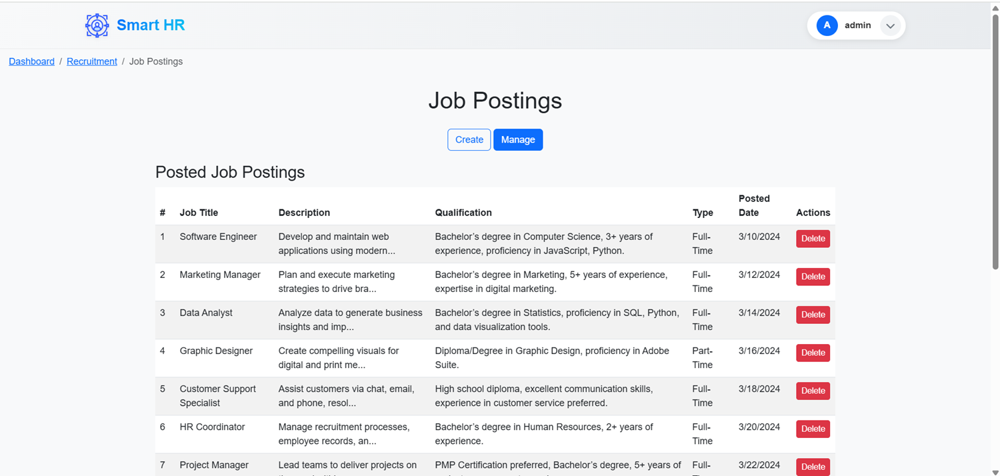 Smart HR
A admin
Dashboard / Recruitment / Job Postings
Job Postings
Create Manage
Posted Job Postings
# Job Title Description Qualification Type Posted Date Actions
1 Software Engineer Develop and maintain web Bachelor’s degree in Computer Science, 3+ years of Full- 3/10/2024 Delete
applications using modern... experience, proficiency in JavaScript, Python. Time
2 Marketing Manager Plan and execute marketing Bachelor’s degree in Marketing, 5+ years of experience, Full- 3/12/2024 Delete
strategies to drive bra... expertise in digital marketing. Time
3 Data Analyst Analyze data to generate business Bachelor’s degree in Statistics, proficiency in SQL, Python, Full- 3/14/2024 Delete
insights and imp... and data visualization tools. Time
4 Graphic Designer Create compelling visuals for Diploma/Degree in Graphic Design, proficiency in Adobe Part- 3/16/2024 Delete
digital and print me... Suite. Time
5 Customer Support Assist customers via chat, email, High school diploma, excellent communication skills, Full- 3/18/2024 Delete
Specialist and phone, resol... experience in customer service preferred. Time
6 HR Coordinator Manage recruitment processes, Bachelor’s degree in Human Resources, 2+ years of Full- 3/20/2024 Delete
employee records, an... experience. Time
7 Project Manager Lead teams to deliver projects on PMP Certification preferred, Bachelor’s degree, 5+ years of Full- 3/22/2024 Delete